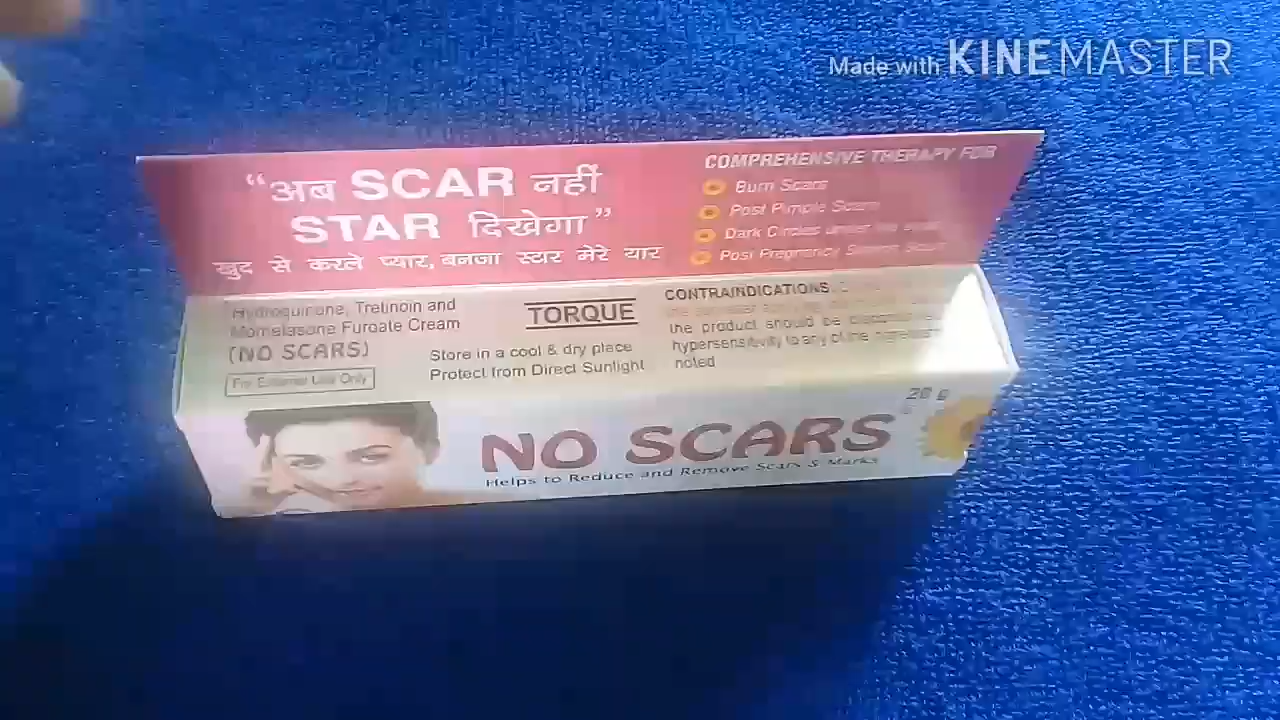 Made with KINEMASTER
“अब SCAR नहीं
STAR दिखेगा”
खुद से करले प्यार, बनजा स्टार मेरे यार
COMPREHENSIVE THERAPY FOR
Burn Scars
Post Pimple Scars
Dark Circles under the
Post Pregnancy
Hydroquinone, Tretinoin and
Mometasone Furoate Cream
(NO SCARS)
For External Use Only
TORQUE
Store in a cool & dry place
Protect from Direct Sunlight
CONTRAINDICATIONS
the product should be
hypersensitivity to any of the
noted
20 g
NO SCARS
Helps to Reduce and Remove Scars & Marks